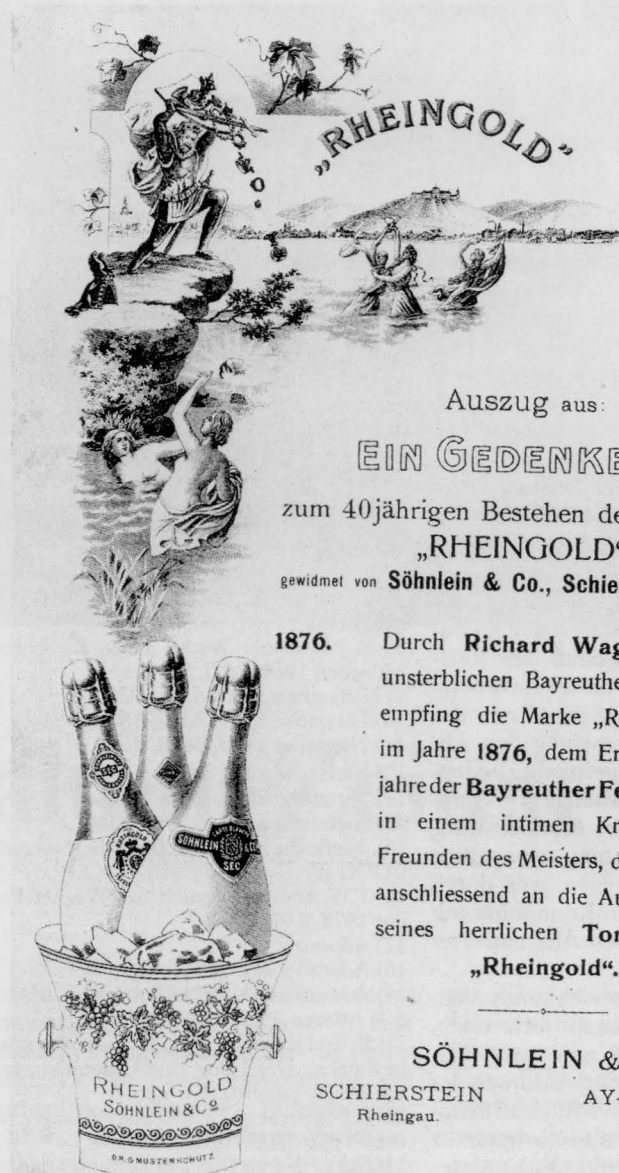 „RHEINGOLD“
Auszug aus:
EIN GEDENKE
zum 40jährigen Bestehen de
„RHEINGOLD“
gewidmet von Söhnlein & Co., Schie
1876. Durch Richard Wag
unsterblichen Bayreuthe
empfing die Marke „R
im Jahre 1876, dem Er
jahre der Bayreuther Fe
in einem intimen Kr
Freunden des Meisters, d
anschliessend an die Au
seines herrlichen Ton
„Rheingold“.
CARTE BLANCHE
SÖHNLEIN & CO.
SEC
RHEINGOLD
RHEINGOLD
SÖHNLEIN & Co
D.R.G. MUSTERSCHUTZ
SÖHNLEIN &
SCHIERSTEIN AY-
Rheingau.